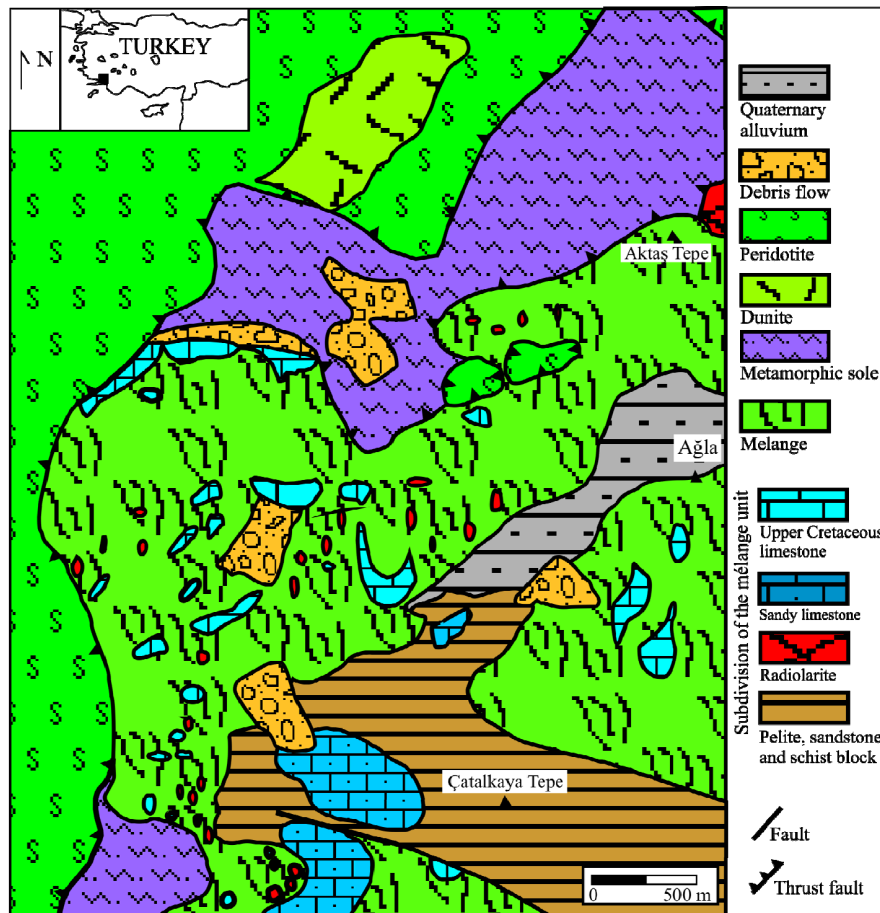 N
TURKEY
Aktaş Tepe
Ağla
Çatalkaya Tepe
0
500 m
Quaternary
alluvium
Debris flow
Peridotite
Dunite
Metamorphic sole
Melange
Subdivision of the mélange unit
Upper Cretaceous
limestone
Sandy limestone
Radiolarite
Pelite, sandstone
and schist block
Fault
Thrust fault